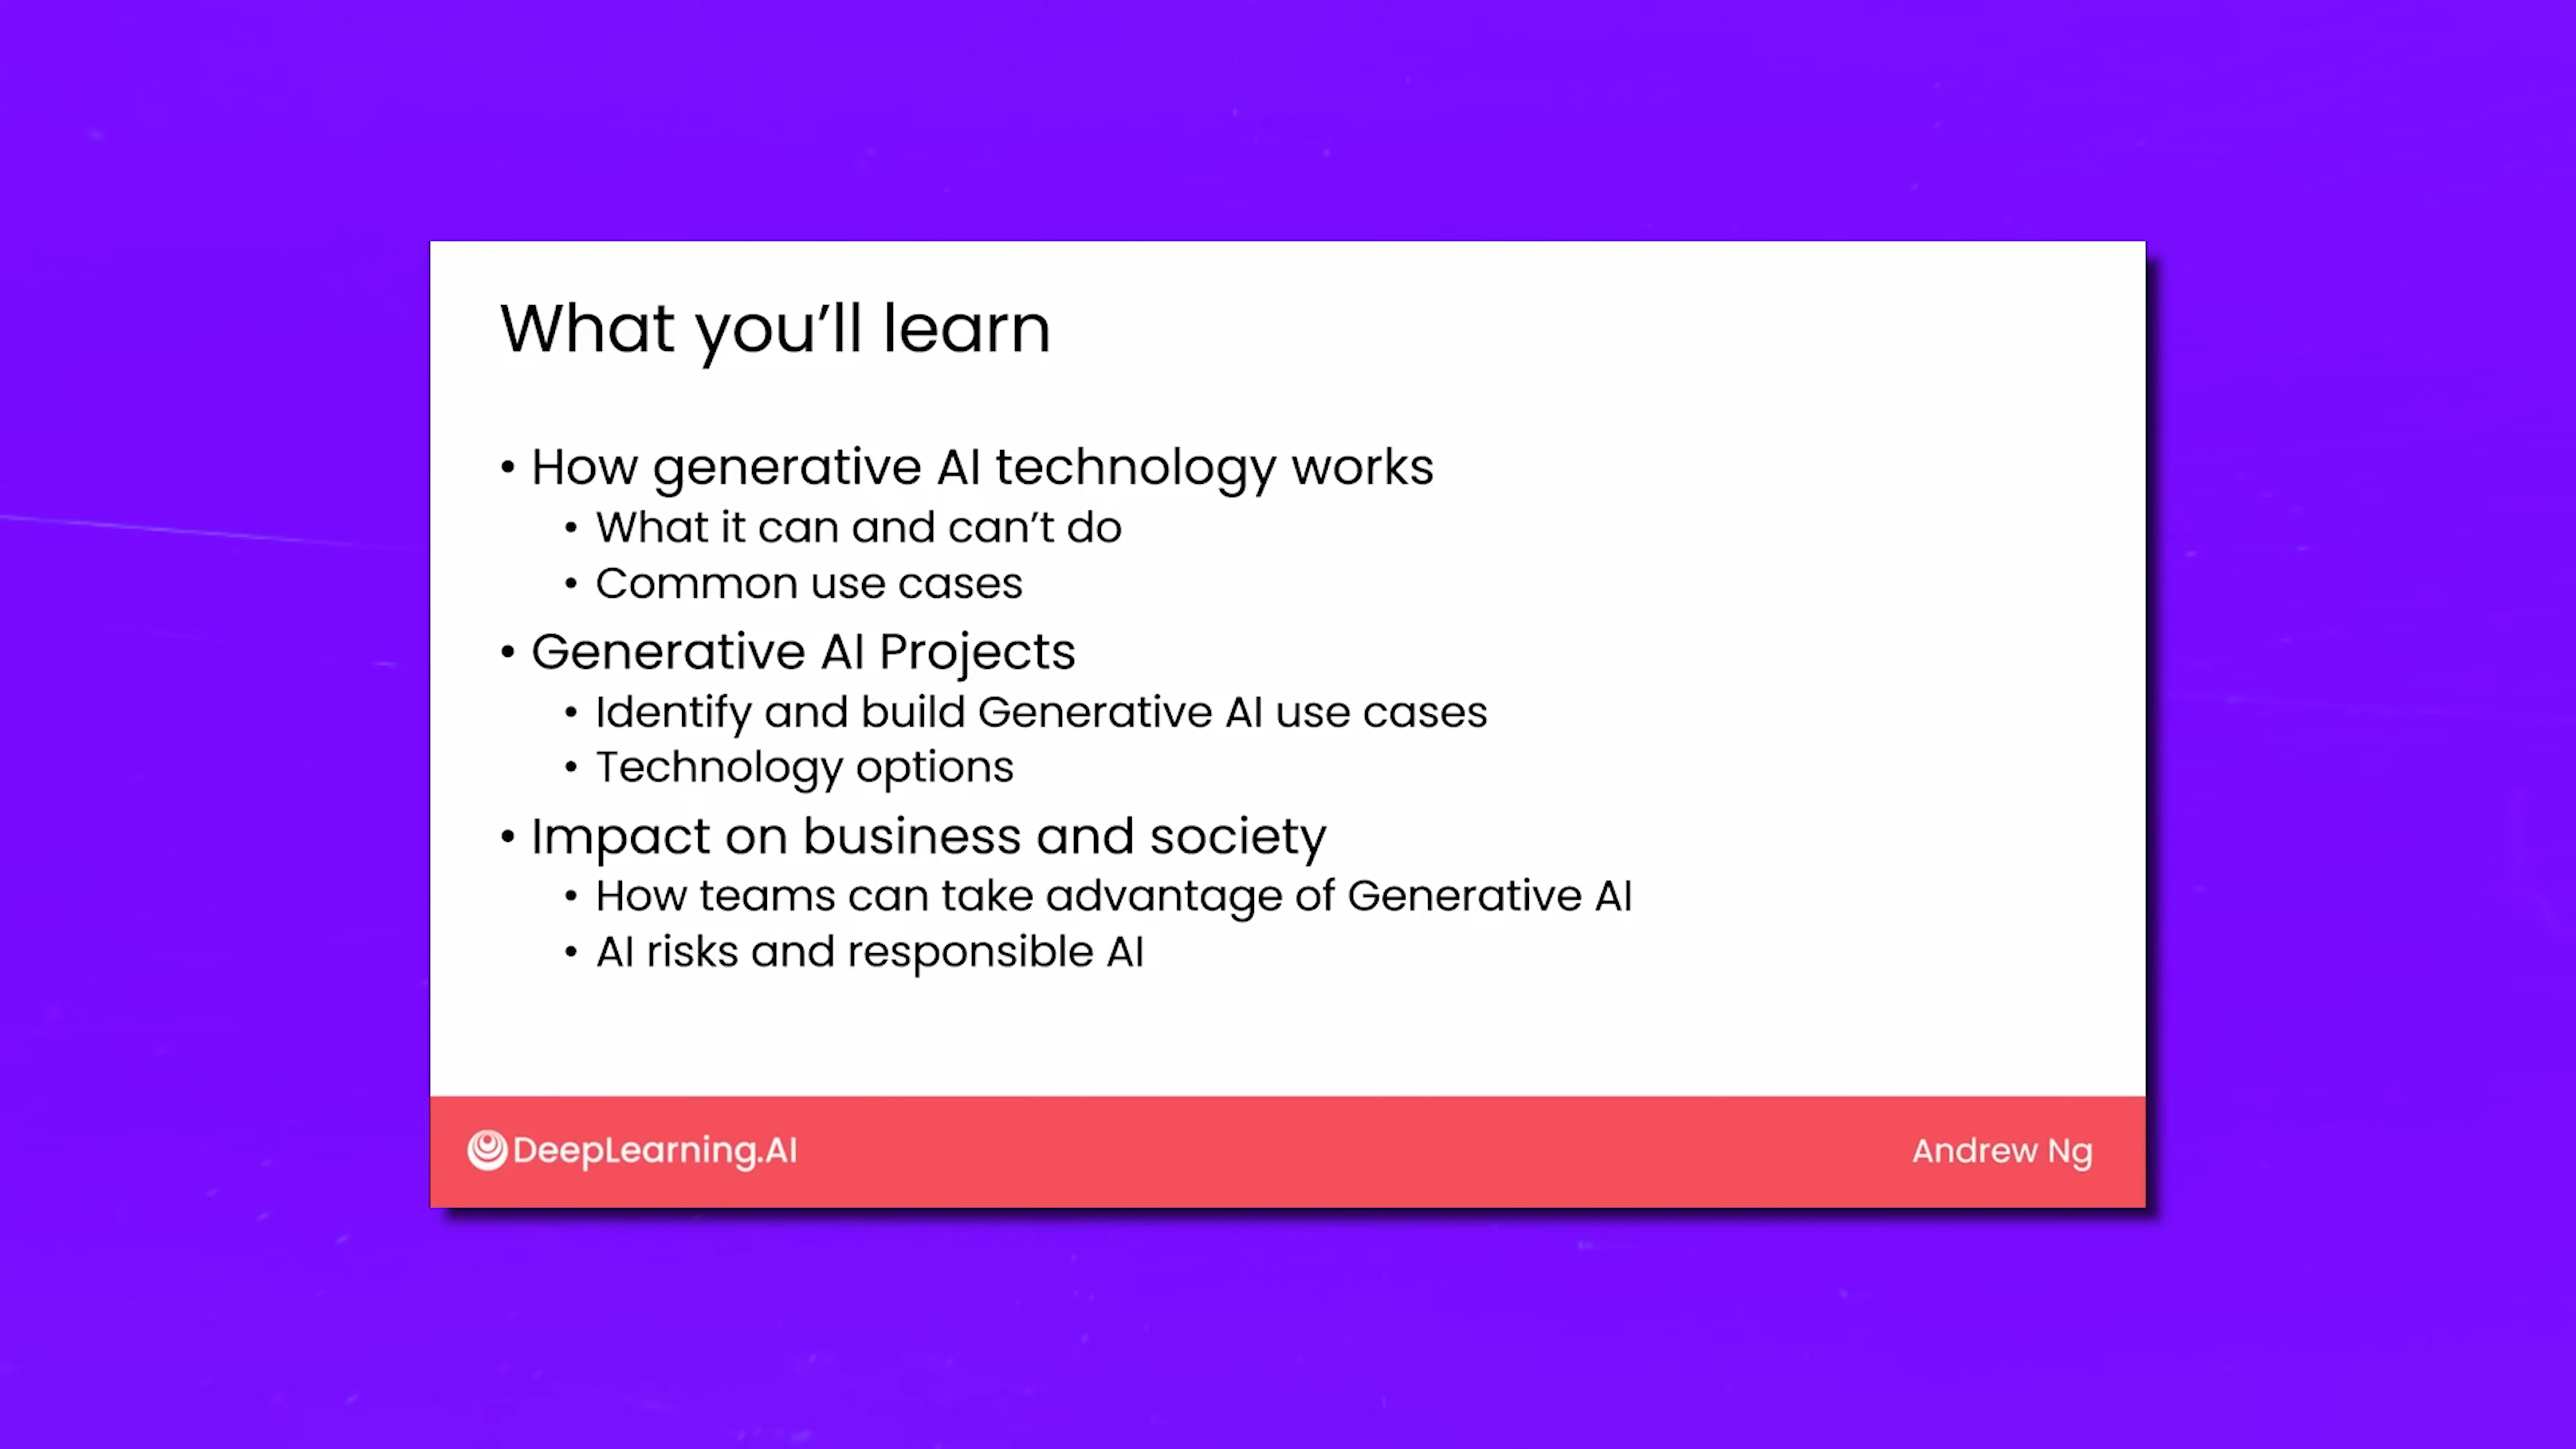 What you’ll learn
• How generative AI technology works
• What it can and can’t do
• Common use cases
• Generative AI Projects
• Identify and build Generative AI use cases
• Technology options
• Impact on business and society
• How teams can take advantage of Generative AI
• AI risks and responsible AI
DeepLearning.AI
Andrew Ng